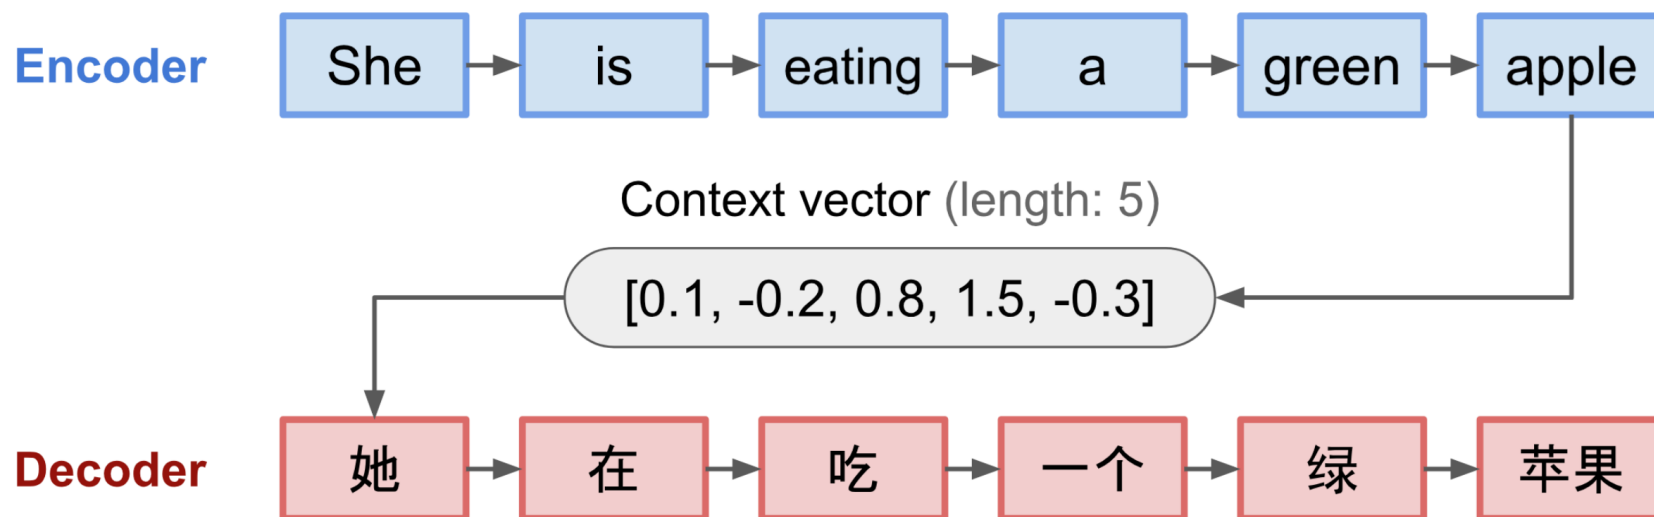 Encoder She is eating a green apple
Context vector (length: 5)
[0.1, -0.2, 0.8, 1.5, -0.3]
Decoder 她 在 吃 一个 绿 苹果